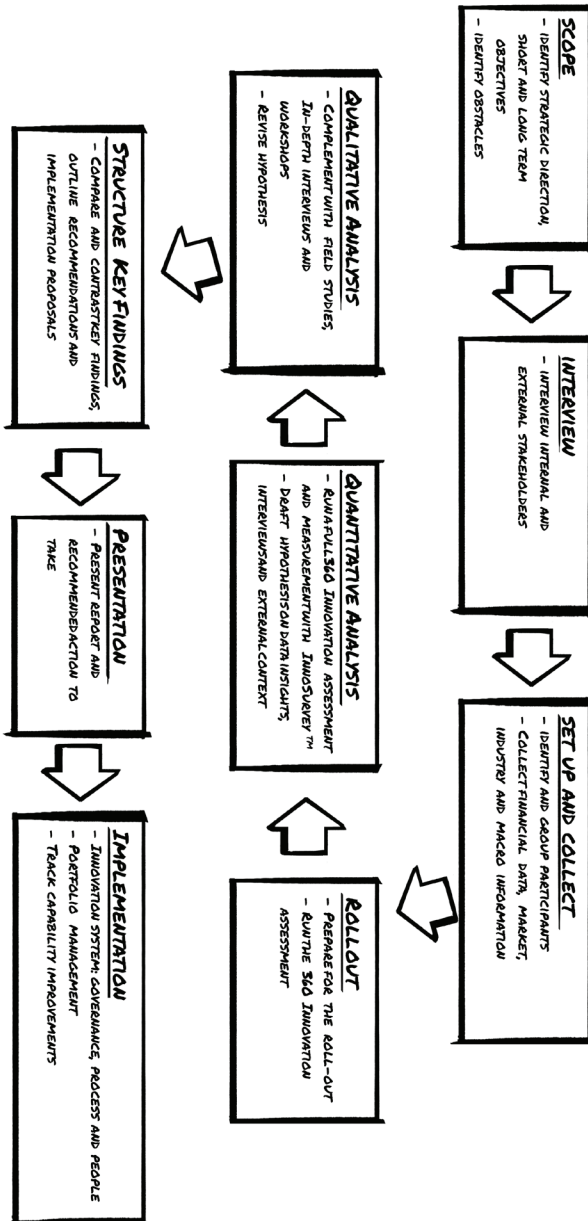 SCOPE
- IDENTIFY STRATEGIC DIRECTION,
SHORT AND LONG TERM
OBJECTIVES
- IDENTIFY OBSTACLES
INTERVIEW
- INTERVIEW INTERNAL AND
EXTERNAL STAKEHOLDERS
SET UP AND COLLECT
- IDENTIFY AND GROUP PARTICIPANTS
- COLLECT FINANCIAL DATA, MARKET,
INDUSTRY AND MACRO INFORMATION
ROLLOUT
- PREPARE FOR THE ROLL-OUT
- RUN THE 360 INNOVATION
ASSESSMENT
QUANTITATIVE ANALYSIS
- RUN A FULL 360 INNOVATION ASSESSMENT
AND MEASUREMENT WITH INNOSURVEY™
- DRAFT HYPOTHESIS ON DATA INSIGHTS,
INTERVIEWS AND EXTERNAL CONTEXT
QUALITATIVE ANALYSIS
- COMPLEMENT WITH FIELD STUDIES,
IN-DEPTH INTERVIEWS AND
WORKSHOPS
- REVISE HYPOTHESIS
STRUCTURE KEY FINDINGS
- COMPARE AND CONTRAST KEY FINDINGS,
OUTLINE RECOMMENDATIONS AND
IMPLEMENTATION PROPOSALS
PRESENTATION
- PRESENT REPORT AND
RECOMMENDED ACTION TO
TAKE
IMPLEMENTATION
- INNOVATION SYSTEM: GOVERNANCE, PROCESS AND PEOPLE
- PORTFOLIO MANAGEMENT
- TRACK CAPABILITY IMPROVEMENTS